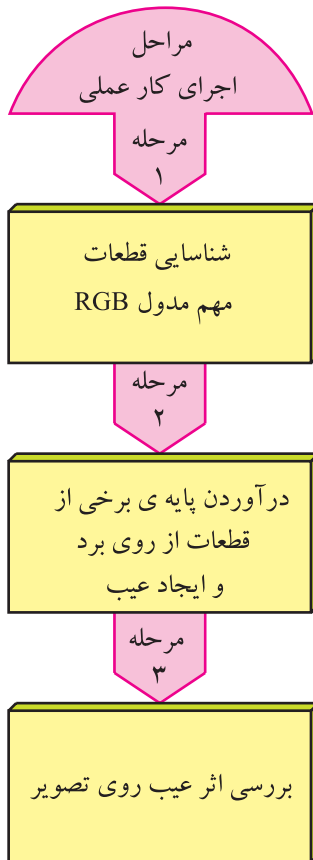 مراحل
اجرای کار عملی
مرحله
۱
شناسایی قطعات
مهم مدول RGB
مرحله
۲
درآوردن پایه ی برخی از
قطعات از روی برد
و ایجاد عیب
مرحله
۳
بررسی اثر عیب روی تصویر